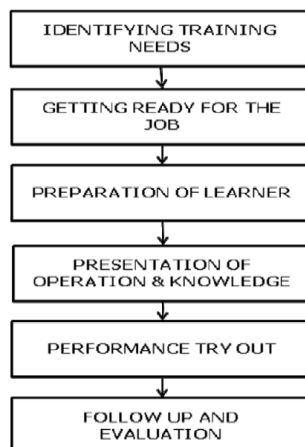 IDENTIFYING TRAINING
NEEDS
GETTING READY FOR THE
JOB
PREPARATION OF LEARNER
PRESENTATION OF
OPERATION & KNOWLEDGE
PERFORMANCE TRY OUT
FOLLOW UP AND
EVALUATION